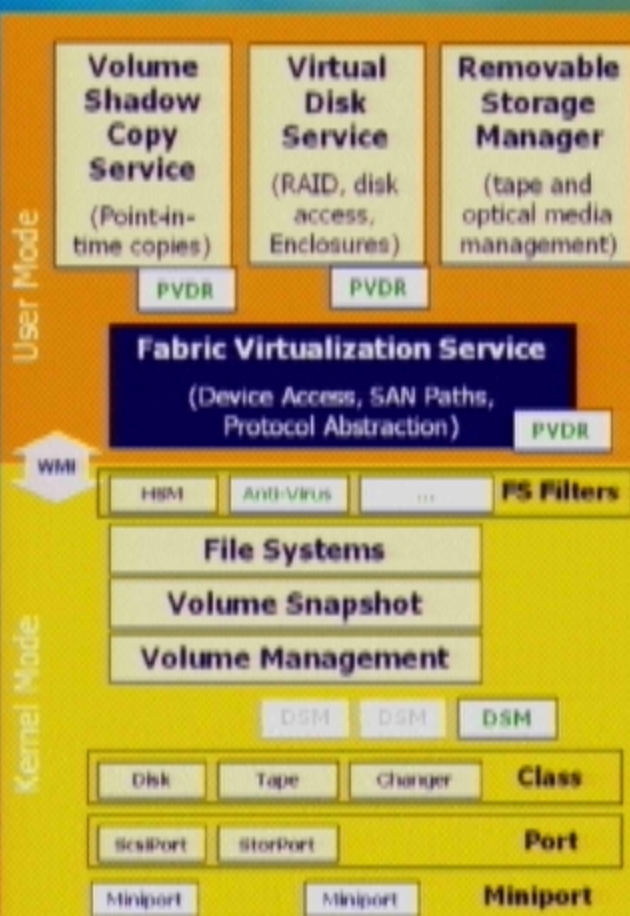 Volume
Shadow
Copy
Service
(Point-in-
time copies)
Virtual
Disk
Service
(RAID, disk
access,
Enclosures)
Removable
Storage
Manager
(tape and
optical media
management)
User Mode
PVDR
PVDR
Fabric Virtualization Service
(Device Access, SAN Paths,
Protocol Abstraction)
PVDR
WMI
HSM
Anti-Virus
...
FS Filters
File Systems
Volume Snapshot
Volume Management
Kernel Mode
DSM
DSM
DSM
Disk
Tape
Changer
Class
ScsiPort
StorPort
Port
Miniport
Miniport
Miniport